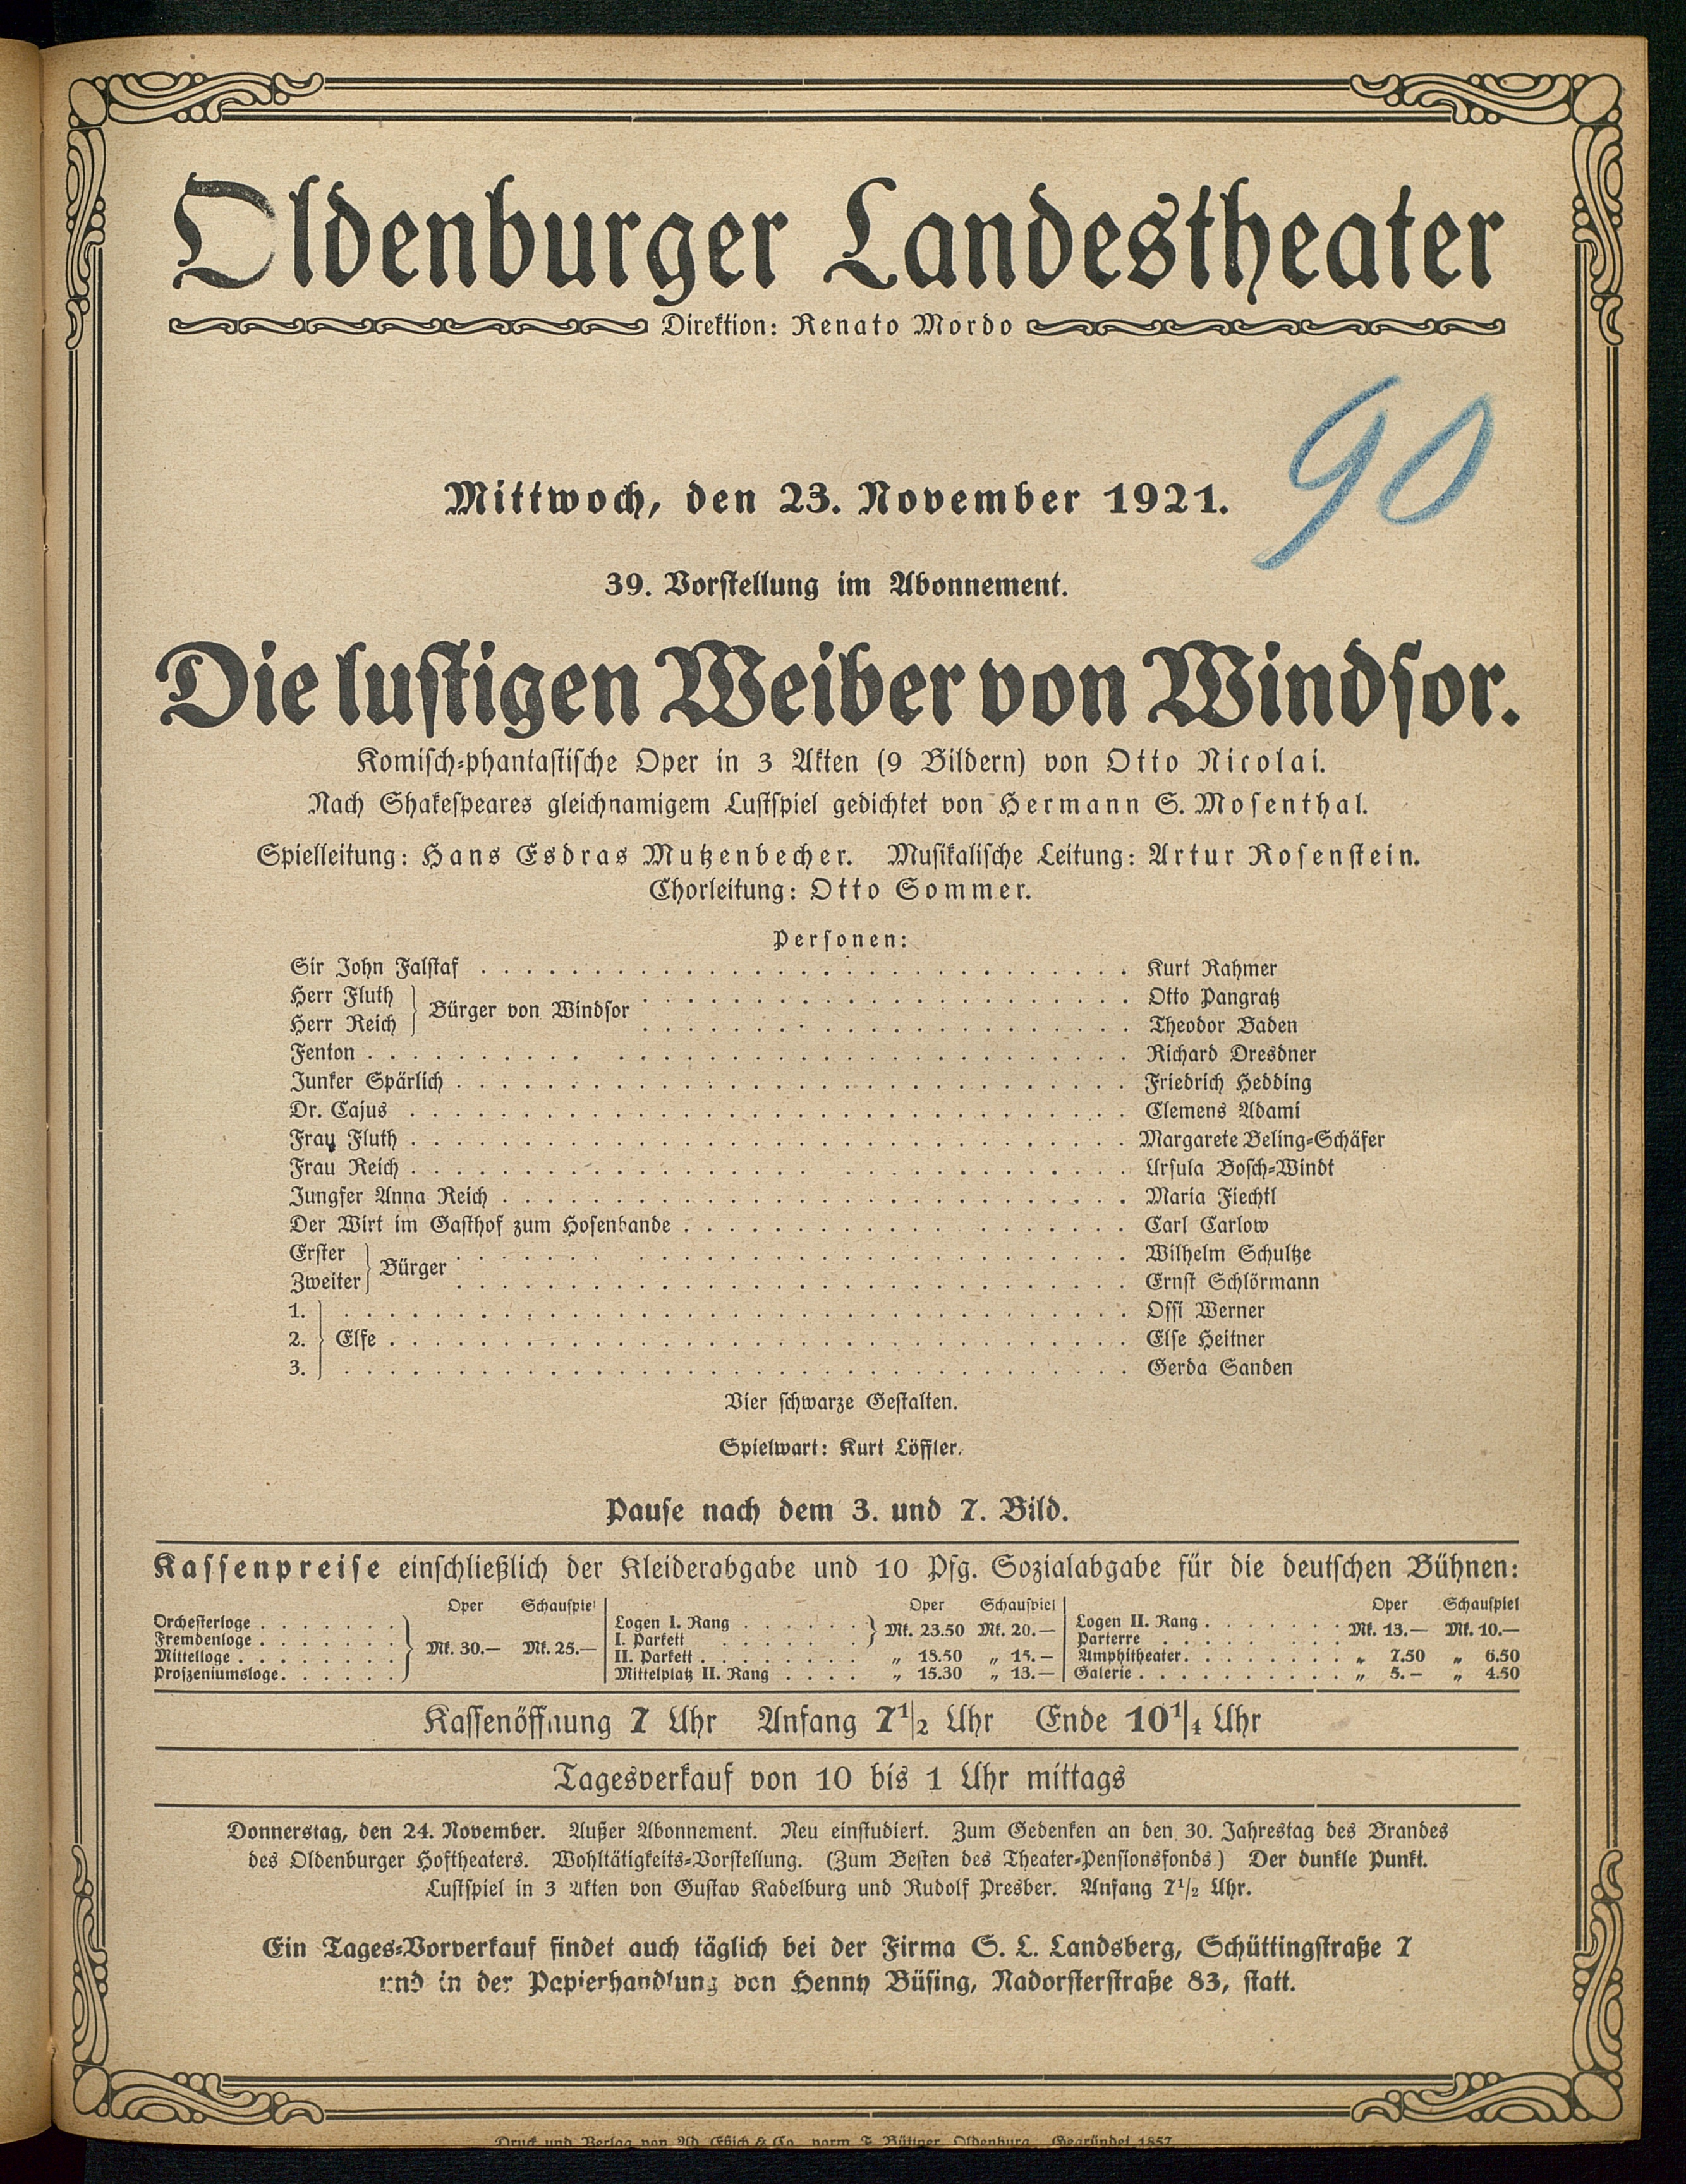 Oldenburger Landestheater
Direktion: Renato Mordo
90
Mittwoch, den 23. November 1921.
39. Vorstellung im Abonnement.
Die lustigen Weiber von Windsor.
Komisch-phantastische Oper in 3 Akten (9 Bildern) von Otto Nicolai.
Nach Shakespeares gleichnamigem Lustspiel gedichtet von Hermann S. Mosenthal.
Spielleitung: Hans Esdras Mutzenbecher. Musikalische Leitung: Artur Rosenstein.
Chorleitung: Otto Sommer.
Personen:
Sir John Falstaf . . . Kurt Rahmer
Herr Fluth } Bürger von Windsor . . . Otto Pangratz
Herr Reich } . . . Theodor Baden
Fenton . . . Richard Dresdner
Junker Spärlich . . . Friedrich Hedding
Dr. Cajus . . . Clemens Adami
Frau Fluth . . . Margarete Beling-Schäfer
Frau Reich . . . Ursula Bosch-Windt
Jungfer Anna Reich . . . Maria Fiechtl
Der Wirt im Gasthof zum Hosenbande . . . Carl Carlow
Erster } Bürger . . . Wilhelm Schultze
Zweiter } . . . Ernst Schlörmann
1. } . . . Ossi Werner
2. } Elfe . . . Else Heitner
3. } . . . Gerda Sanden
Vier schwarze Gestalten.
Spielwart: Kurt Löffler.
Pause nach dem 3. und 7. Bild.
Kassenpreise einschließlich der Kleiderabgabe und 10 Pfg. Sozialabgabe für die deutschen Bühnen:
Oper Schauspiel
Orchesterloge . . .
Fremdenloge . . .
Mittelloge . . .
Proszeniumsloge . . .
} Mk. 30.— Mk. 25.—
Oper Schauspiel
Logen I. Rang . . .
I. Parkett . . .
} Mk. 23.50 Mk. 20.—
II. Parkett . . . „ 18.50 „ 15.—
Mittelplatz II. Rang . . . „ 15.30 „ 13.—
Oper Schauspiel
Logen II. Rang . . . Mk. 13.— Mk. 10.—
Parterre . . .
Amphitheater . . . „ 7.50 „ 6.50
Galerie . . . „ 5.— „ 4.50
Kassenöffnung 7 Uhr Anfang 7 1/2 Uhr Ende 10 1/4 Uhr
Tagesverkauf von 10 bis 1 Uhr mittags
Donnerstag, den 24. November. Außer Abonnement. Neu einstudiert. Zum Gedenken an den 30. Jahrestag des Brandes
des Oldenburger Hoftheaters. Wohltätigkeits-Vorstellung. (Zum Besten des Theater-Pensionsfonds) Der dunkle Punkt.
Lustspiel in 3 Akten von Gustav Kadelburg und Rudolf Presber. Anfang 7 1/2 Uhr.
Ein Tages-Vorverkauf findet auch täglich bei der Firma S. L. Landsberg, Schüttingstraße 7
und in der Papierhandlung von Henny Büsing, Nadorsterstraße 83, statt.
Druck und Verlag von Ad. & Co. vorm. Büttner, Oldenburg. Gegründet 1857